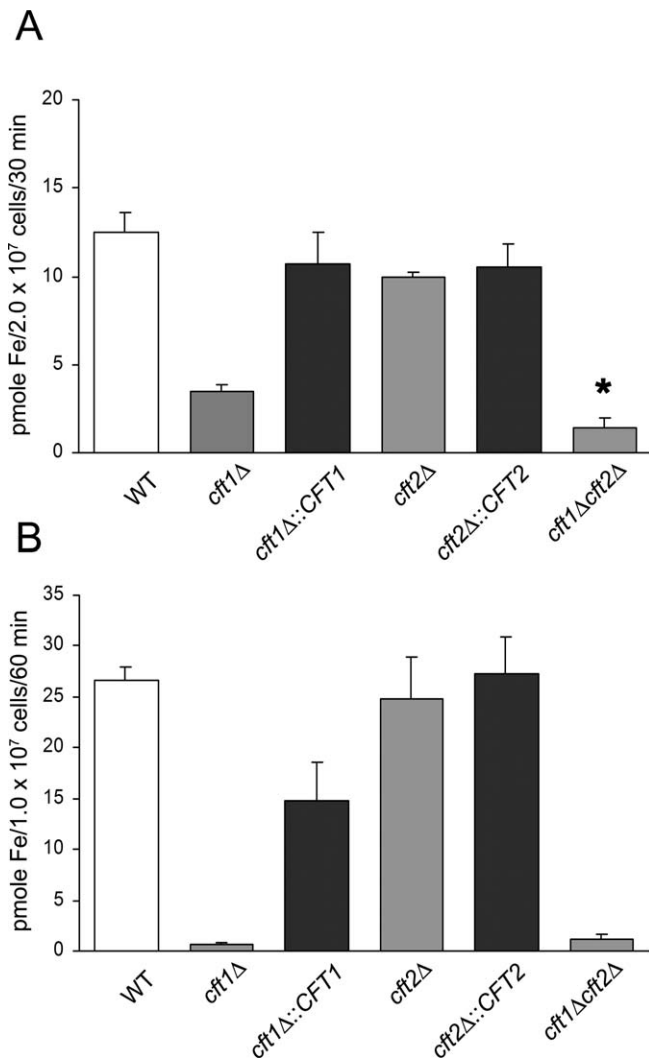 A
pmole Fe/2.0 x 10⁷ cells/30 min
20
15
10
5
0
WT
cft1Δ
cft1Δ::CFT1
cft2Δ
cft2Δ::CFT2
cft1Δcft2Δ
*
B
pmole Fe/1.0 x 10⁷ cells/60 min
35
30
25
20
15
10
5
0
WT
cft1Δ
cft1Δ::CFT1
cft2Δ
cft2Δ::CFT2
cft1Δcft2Δ